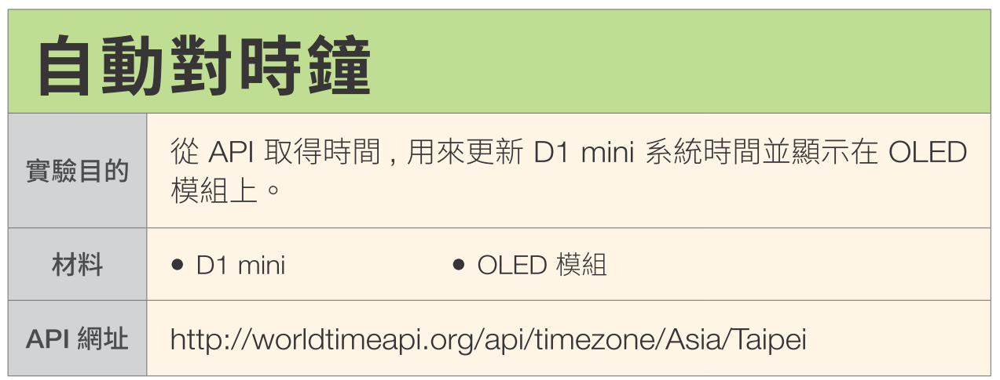 自動對時鐘
實驗目的
從 API 取得時間 , 用來更新 D1 mini 系統時間並顯示在 OLED
模組上。
材料
● D1 mini
● OLED 模組
API 網址
http://worldtimeapi.org/api/timezone/Asia/Taipei